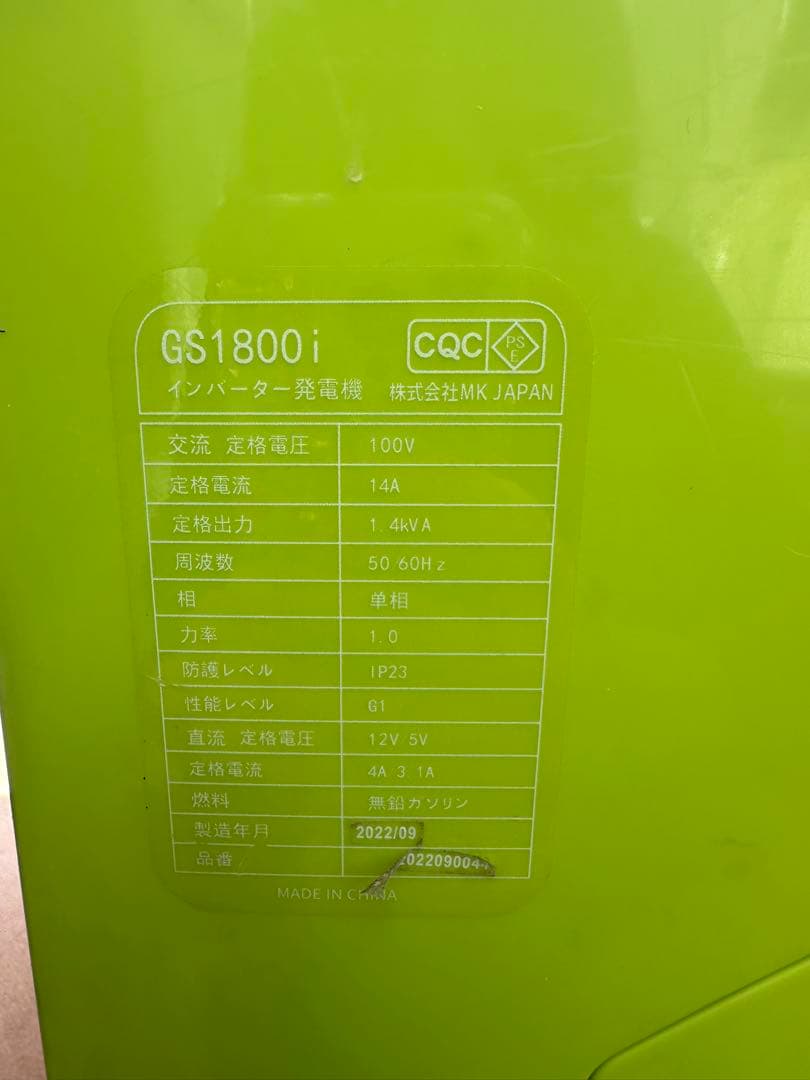 GS1800i
CQC PSE
インバーター発電機 株式会社MK JAPAN
交流 定格電圧 100V
定格電流 14A
定格出力 1.4kVA
周波数 50/60Hz
相 单相
力率 1.0
防護レベル IP23
性能レベル G1
直流 定格電圧 12V/5V
定格電流 4A 3.1A
燃料 無鉛ガソリン
製造年月 2022/09
品番
MADE IN CHINA